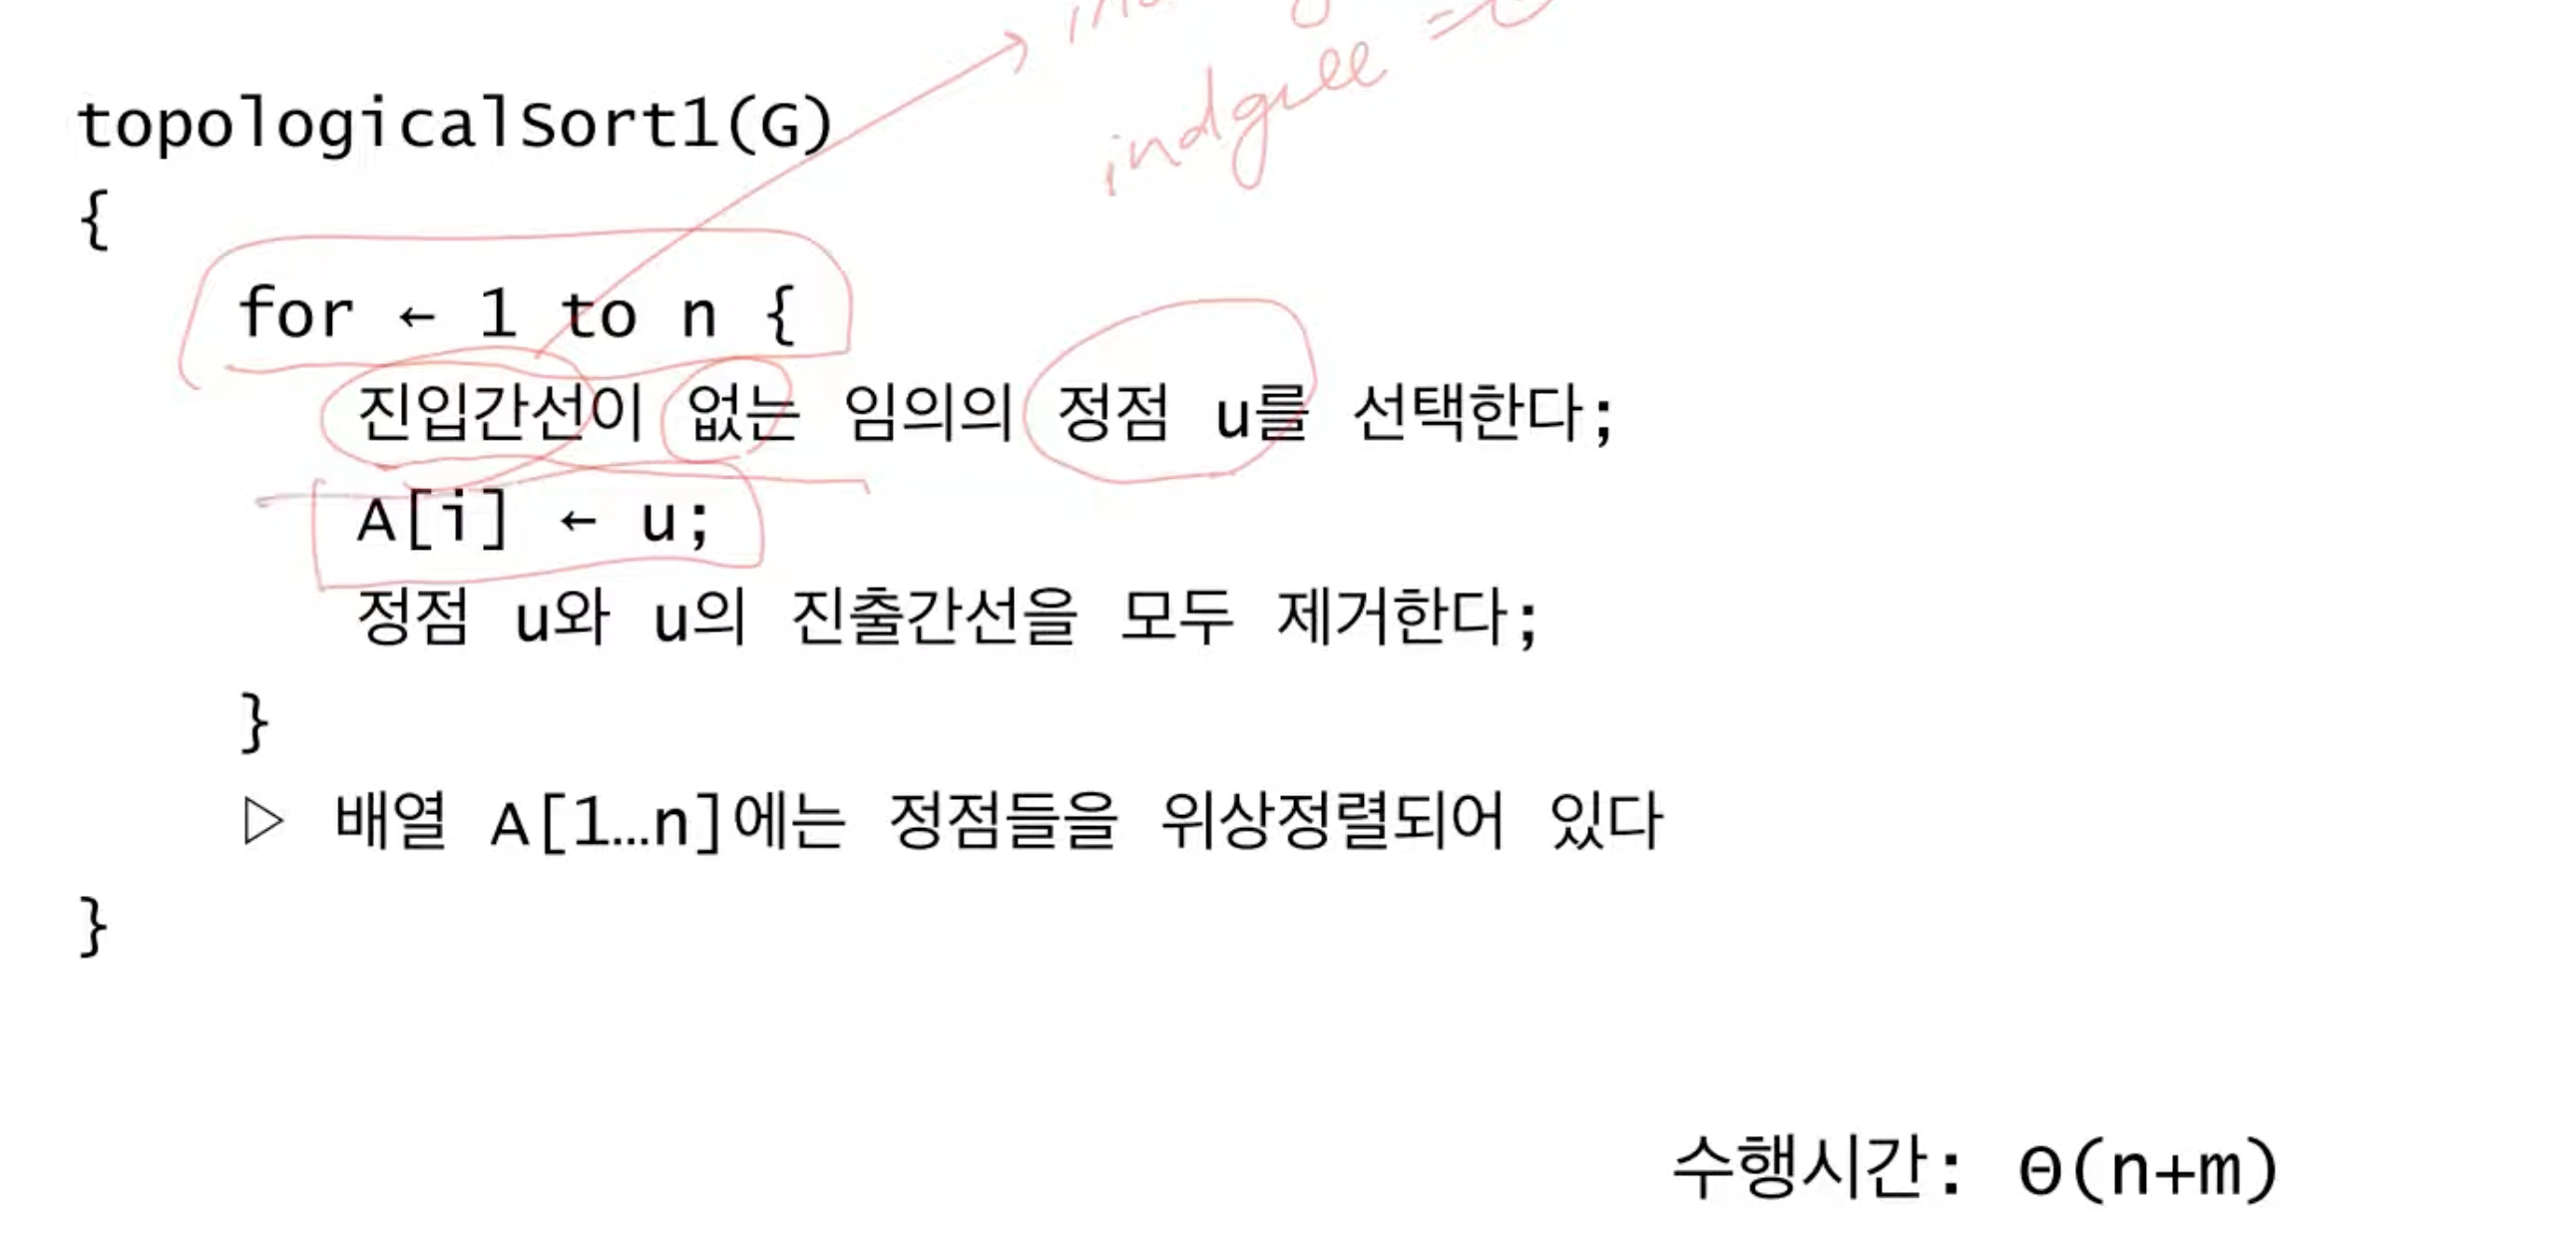 topologicalSort1(G)
indgree
{
for ← 1 to n {
진입간선이 없는 임의의 정점 u를 선택한다;
A[i] ← u;
정점 u와 u의 진출간선을 모두 제거한다;
}
▷ 배열 A[1…n]에는 정점들을 위상정렬되어 있다
}
수행시간: Θ(n+m)